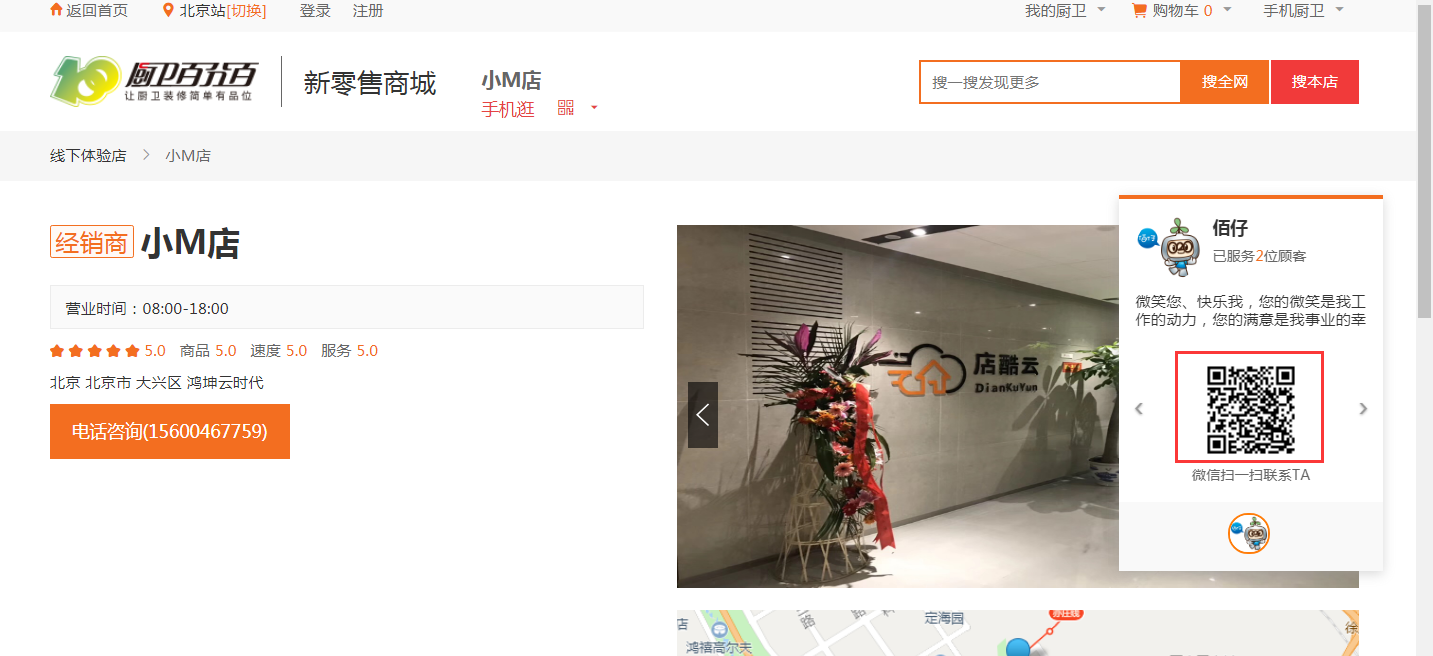 返回首页 北京站[切换] 登录 注册 我的厨卫 购物车 0 手机厨卫
厨卫百分百
让厨卫装修简单有品位
新零售商城
小M店
手机逛
搜一搜发现更多 搜全网 搜本店
线下体验店 > 小M店
经销商 小M店
营业时间：08:00-18:00
5.0 商品 5.0 速度 5.0 服务 5.0
北京 北京市 大兴区 鸿坤云时代
电话咨询(15600467759)
店酷云
DianKuYun
佰仔
已服务2位顾客
微笑您、快乐我，您的微笑是我工
作的动力，您的满意是我事业的幸
微信扫一扫联系TA
定海园
店
鸿禧高尔夫
路
路
徐